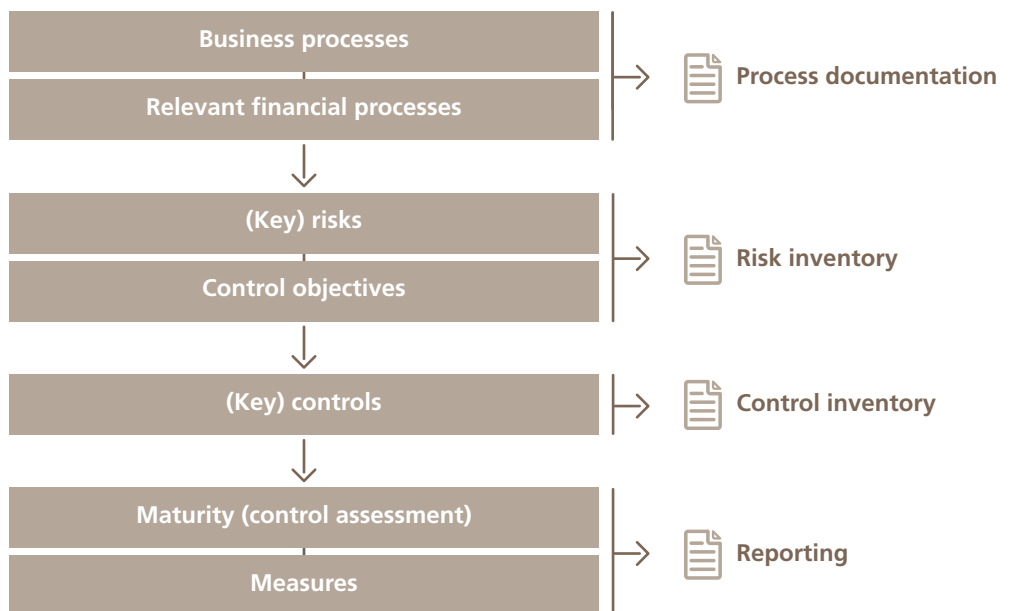 Business processes
Relevant financial processes
Process documentation
(Key) risks
Control objectives
Risk inventory
(Key) controls
Control inventory
Maturity (control assessment)
Measures
Reporting